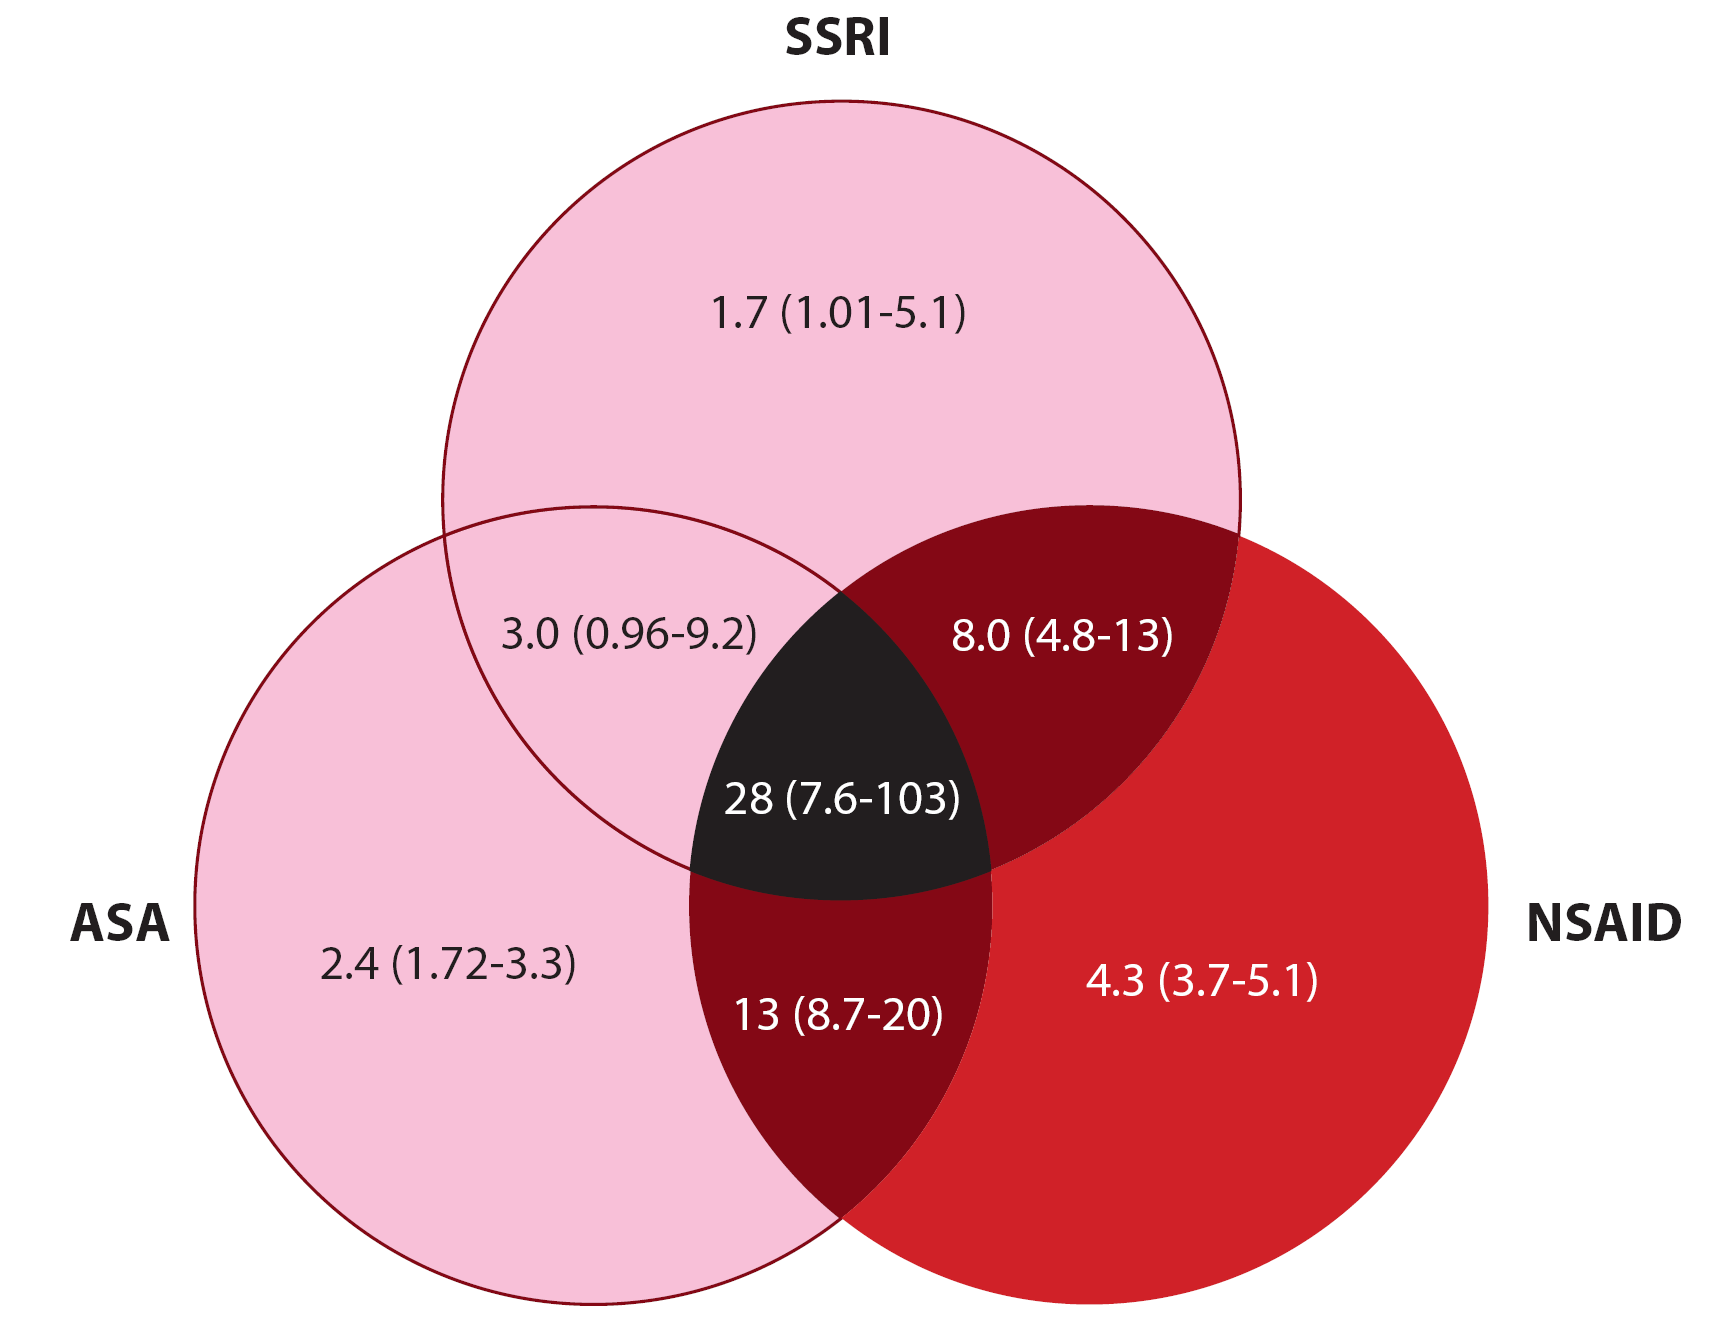 SSRI
1.7 (1.01-5.1)
3.0 (0.96-9.2)
8.0 (4.8-13)
28 (7.6-103)
ASA
NSAID
2.4 (1.72-3.3)
4.3 (3.7-5.1)
13 (8.7-20)